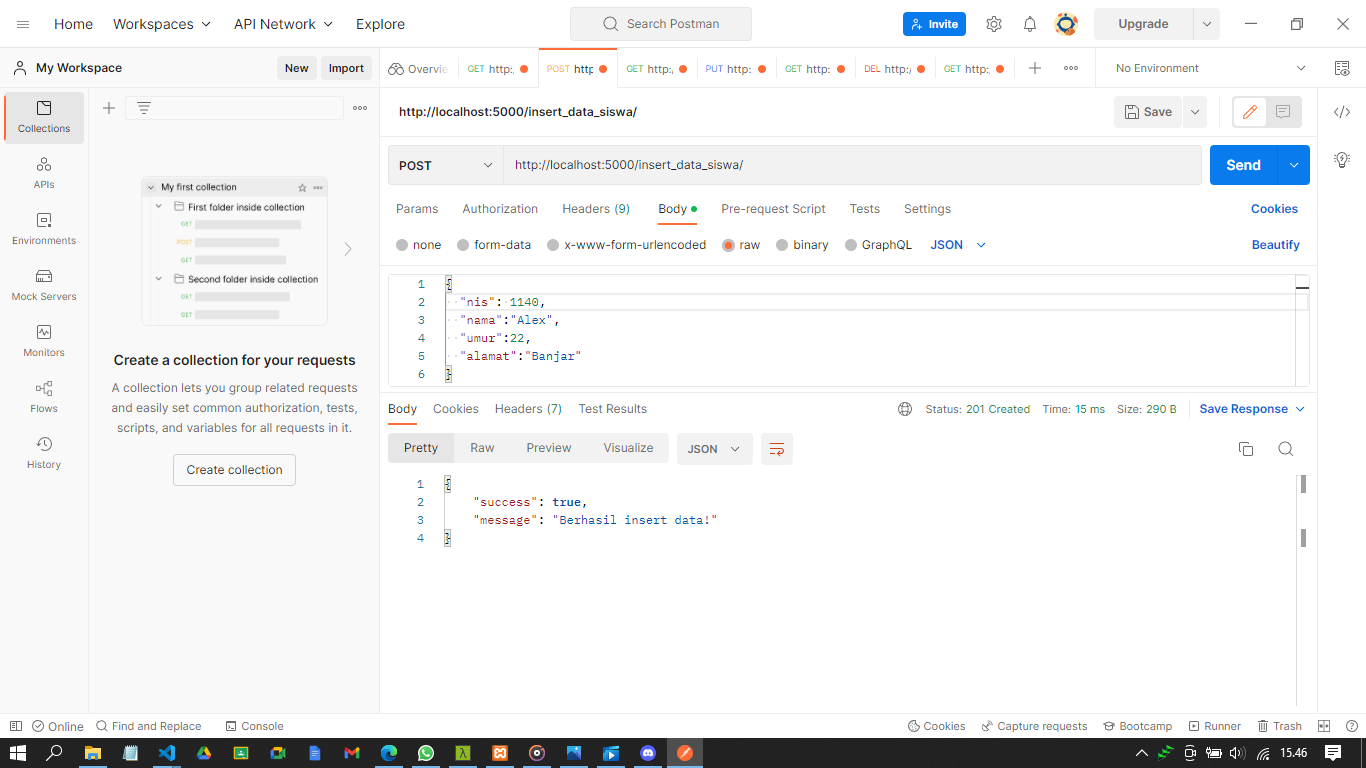 Home Workspaces API Network Explore Search Postman Invite Upgrade
My Workspace New Import Overvie GET http:, POST http GET http:, PUT http: GET http: DEL http:/ GET http:, No Environment
Collections
APIs
Environments
Mock Servers
Monitors
Flows
History
My first collection
First folder inside collection
GET
POST
GET
Second folder inside collection
GET
GET
Create a collection for your requests
A collection lets you group related requests
and easily set common authorization, tests,
scripts, and variables for all requests in it.
Create collection
http://localhost:5000/insert_data_siswa/ Save
POST http://localhost:5000/insert_data_siswa/ Send
Params Authorization Headers (9) Body Pre-request Script Tests Settings Cookies
none form-data x-www-form-urlencoded raw binary GraphQL JSON Beautify
1 {
2 "nis": 1140,
3 "nama":"Alex",
4 "umur":22,
5 "alamat":"Banjar"
6 }
Body Cookies Headers (7) Test Results Status: 201 Created Time: 15 ms Size: 290 B Save Response
Pretty Raw Preview Visualize JSON
1 {
2 "success": true,
3 "message": "Berhasil insert data!"
4 }
Online Find and Replace Console Cookies Capture requests Bootcamp Runner Trash
15.46